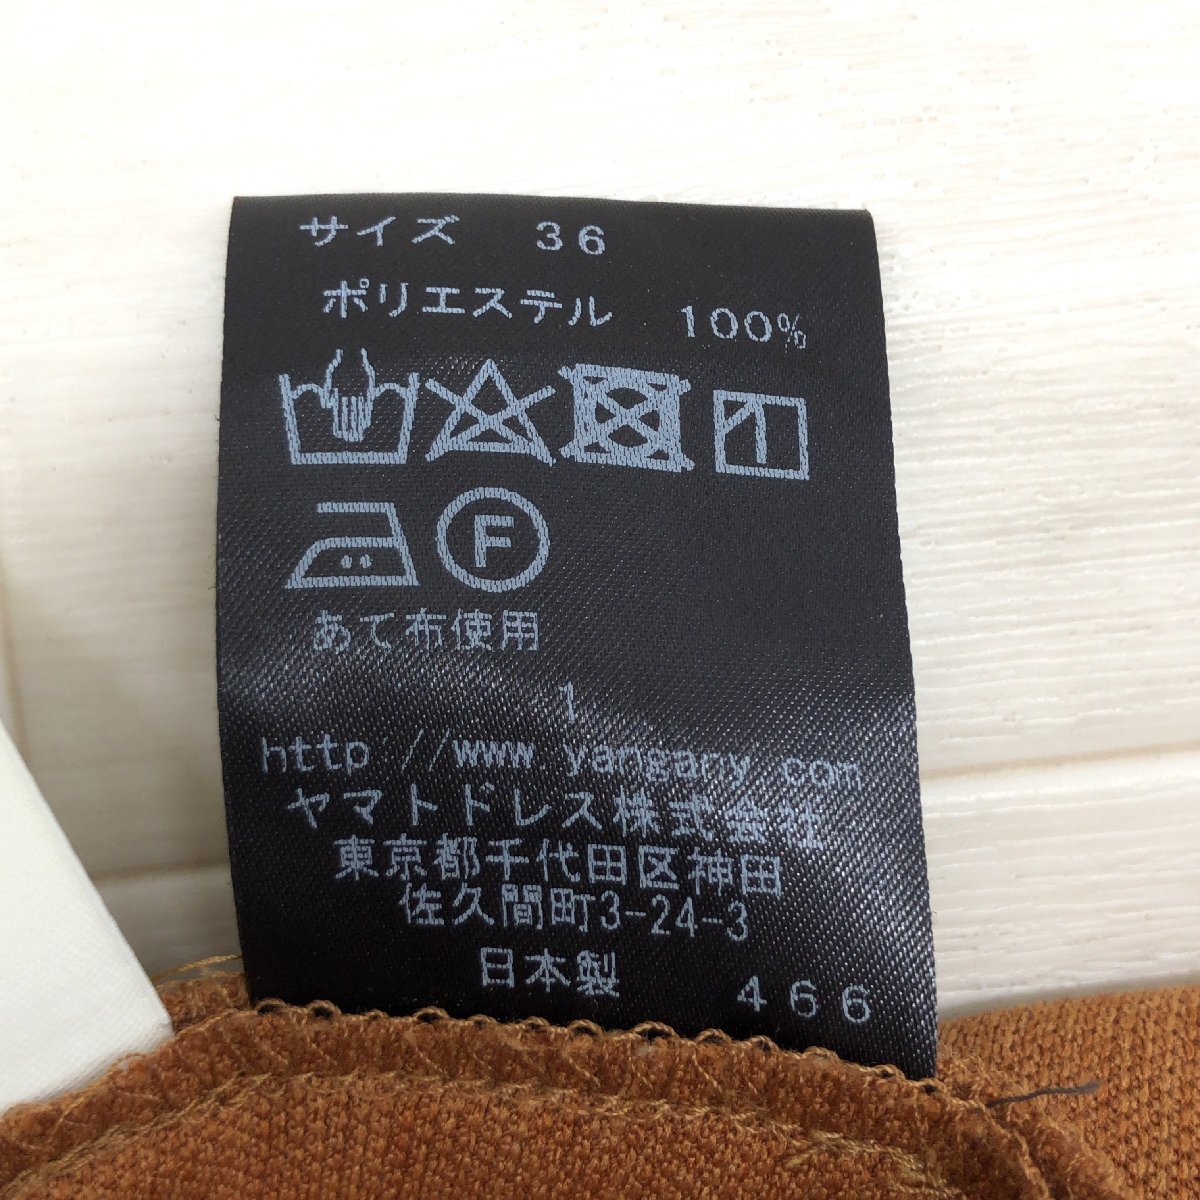 サイズ 36
ポリエステル 100%
F
あて布使用
1
http://www.yangany.com
ヤマトドレス株式会社
東京都千代田区神田
佐久間町3-24-3
日本製 466